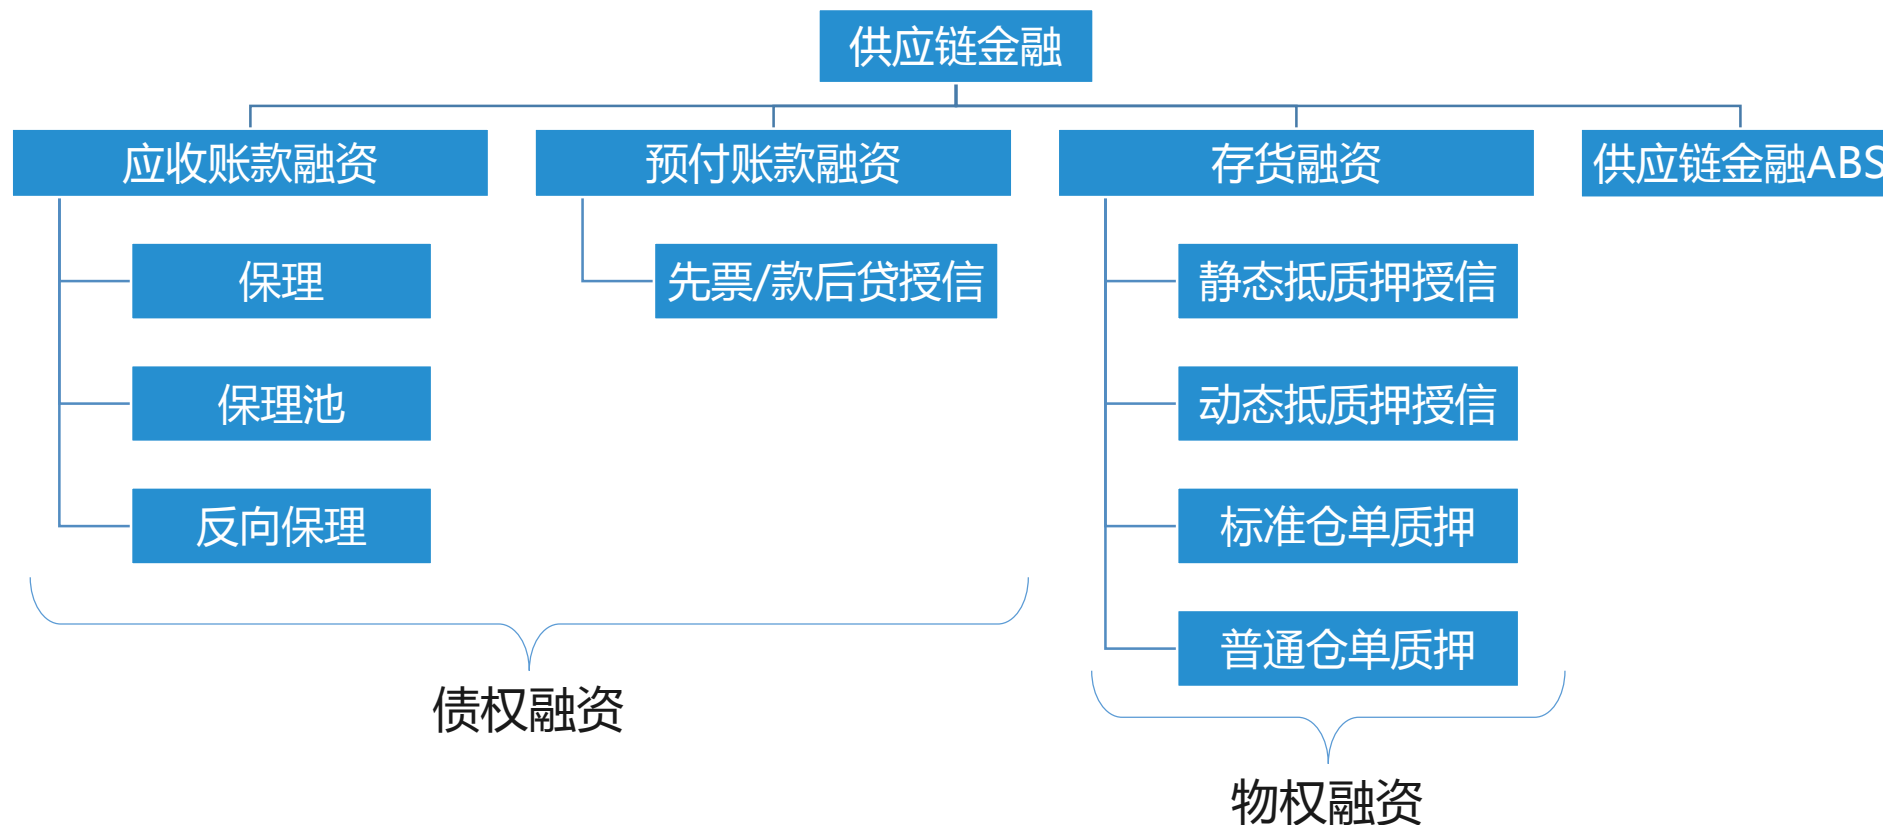 供应链金融
应收账款融资
预付账款融资
存货融资
供应链金融ABS
保理
先票/款后贷授信
静态抵质押授信
保理池
动态抵质押授信
反向保理
标准仓单质押
普通仓单质押
债权融资
物权融资